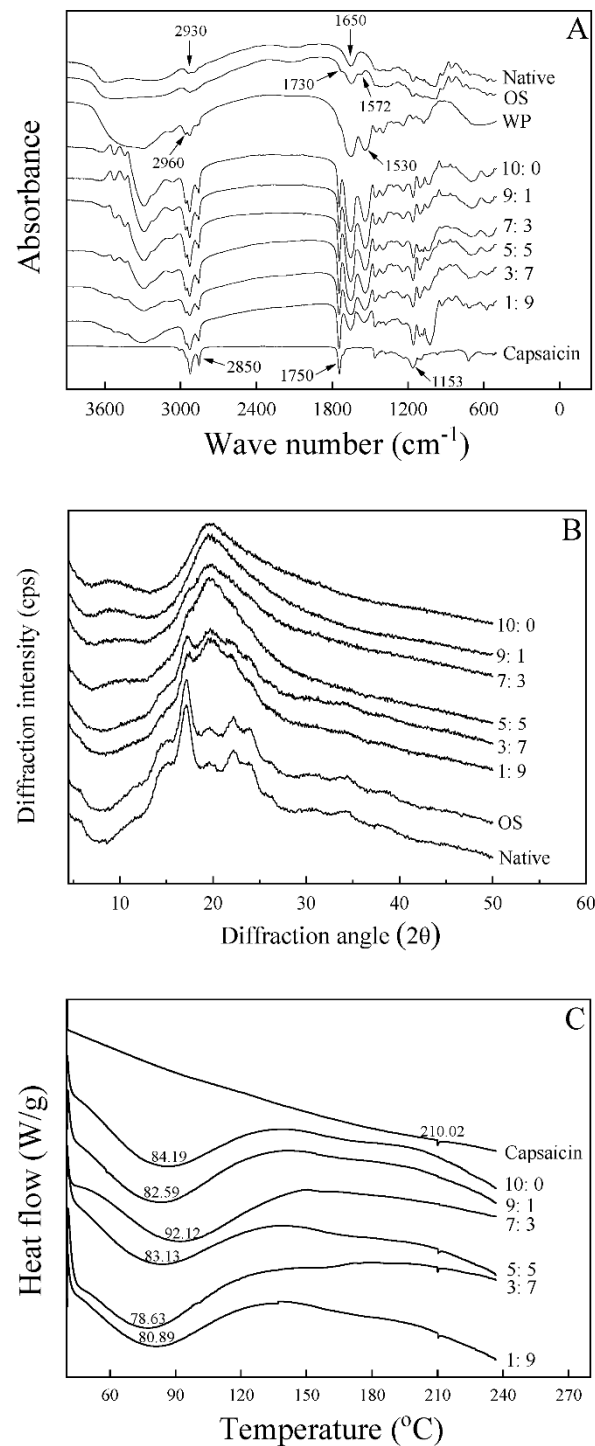 A
2930
1650
1730
1572
Native
OS
WP
2960
1530
10: 0
9: 1
7: 3
5: 5
3: 7
1: 9
Capsaicin
2850
1750
1153
Absorbance
3600 3000 2400 1800 1200 600 0
Wave number (cm⁻¹)
B
10: 0
9: 1
7: 3
5: 5
3: 7
1: 9
OS
Native
Diffraction intensity (cps)
10 20 30 40 50 60
Diffraction angle (2θ)
C
210.02
Capsaicin
84.19
10: 0
82.59
9: 1
7: 3
92.12
83.13
5: 5
3: 7
78.63
80.89
1: 9
Heat flow (W/g)
60 90 120 150 180 210 240 270
Temperature (°C)